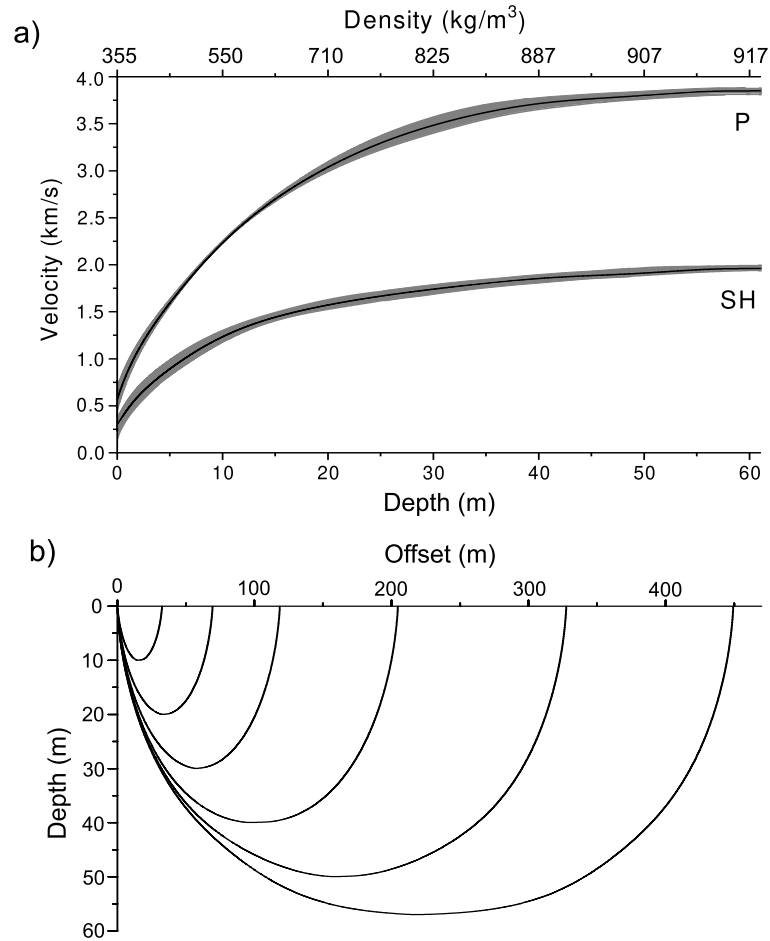 a)
Density (kg/m³)
355 550 710 825 887 907 917
4.0
3.5
3.0
2.5
2.0
1.5
1.0
0.5
0.0
Velocity (km/s)
P
SH
0 10 20 30 40 50 60
Depth (m)
b)
Offset (m)
0 100 200 300 400
0
10
20
30
40
50
60
Depth (m)